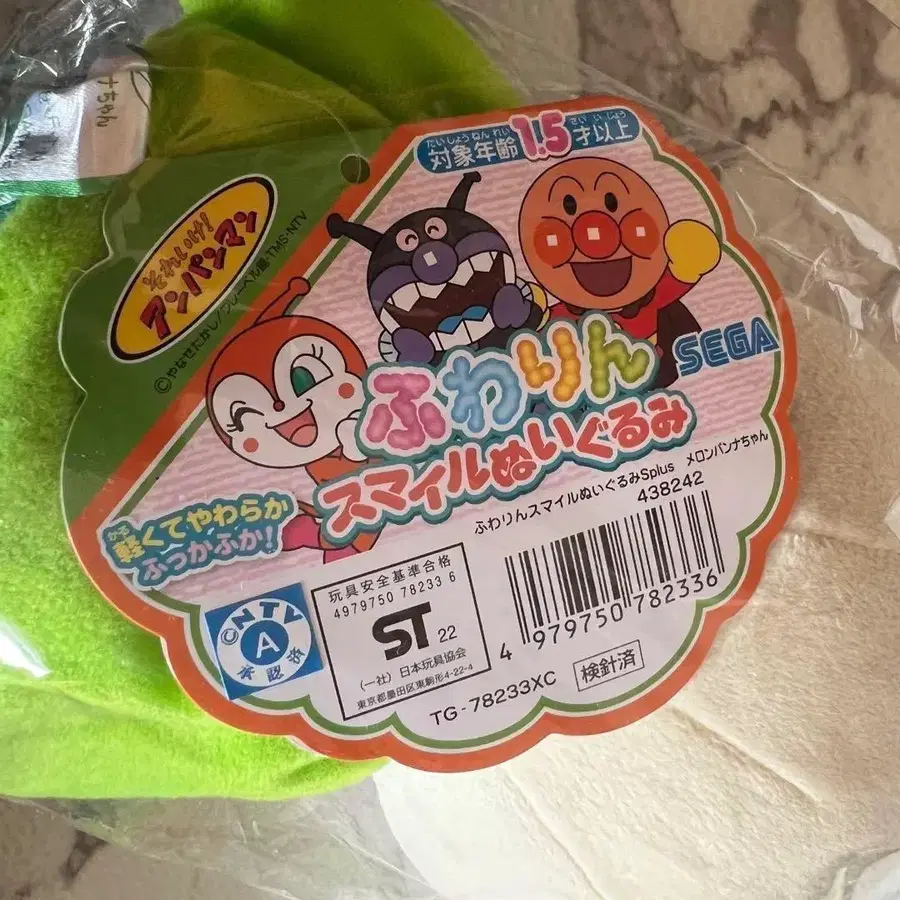 ナちゃん
たいしょうねんれい さいいじょう
対象年齢1.5才以上
それいけ!
アンパンマン
©やなせたかし/フレーベル館・TMS・NTV
SEGA
ふわりん
スマイルぬいぐるみ
かる
軽くてやわらか
ふっかふか!
ふわりんスマイルぬいぐるみSplus メロンパンナちゃん
438242
玩具安全基準合格
4979750 78233 6
ST 22
(一社)日本玩具協会
東京都墨田区東駒形4-22-4
©NTV
A
承認済
4 979750 782336
TG-78233XC
検針済